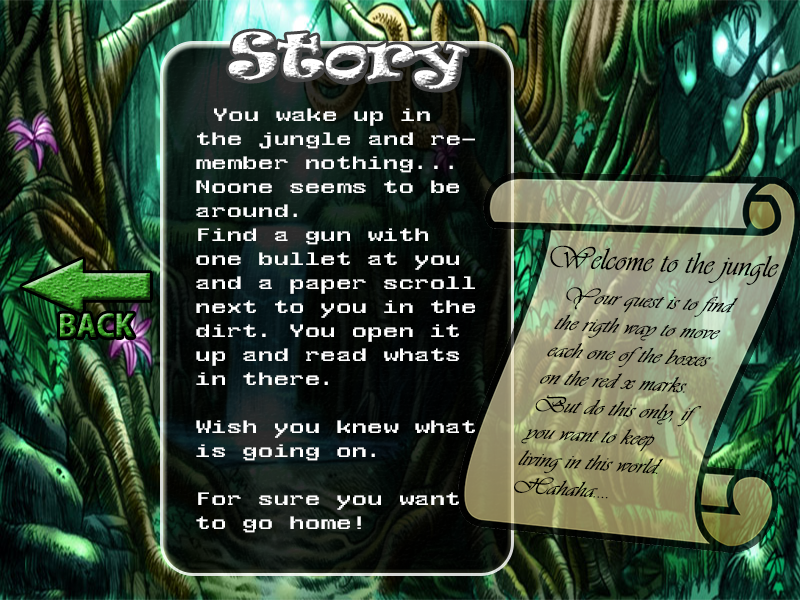 Story
You wake up in
the jungle and re-
member nothing...
Noone seems to be
around.
Find a gun with
one bullet at you
and a paper scroll
next to you in the
dirt. You open it
up and read whats
in there.
Wish you knew what
is going on.
For sure you want
to go home!
BACK
Welcome to the jungle
Your quest is to find
the rigth way to move
each one of the boxes
on the red x marks.
But do this only, if
you want to keep
living in this world.
Hahaha....